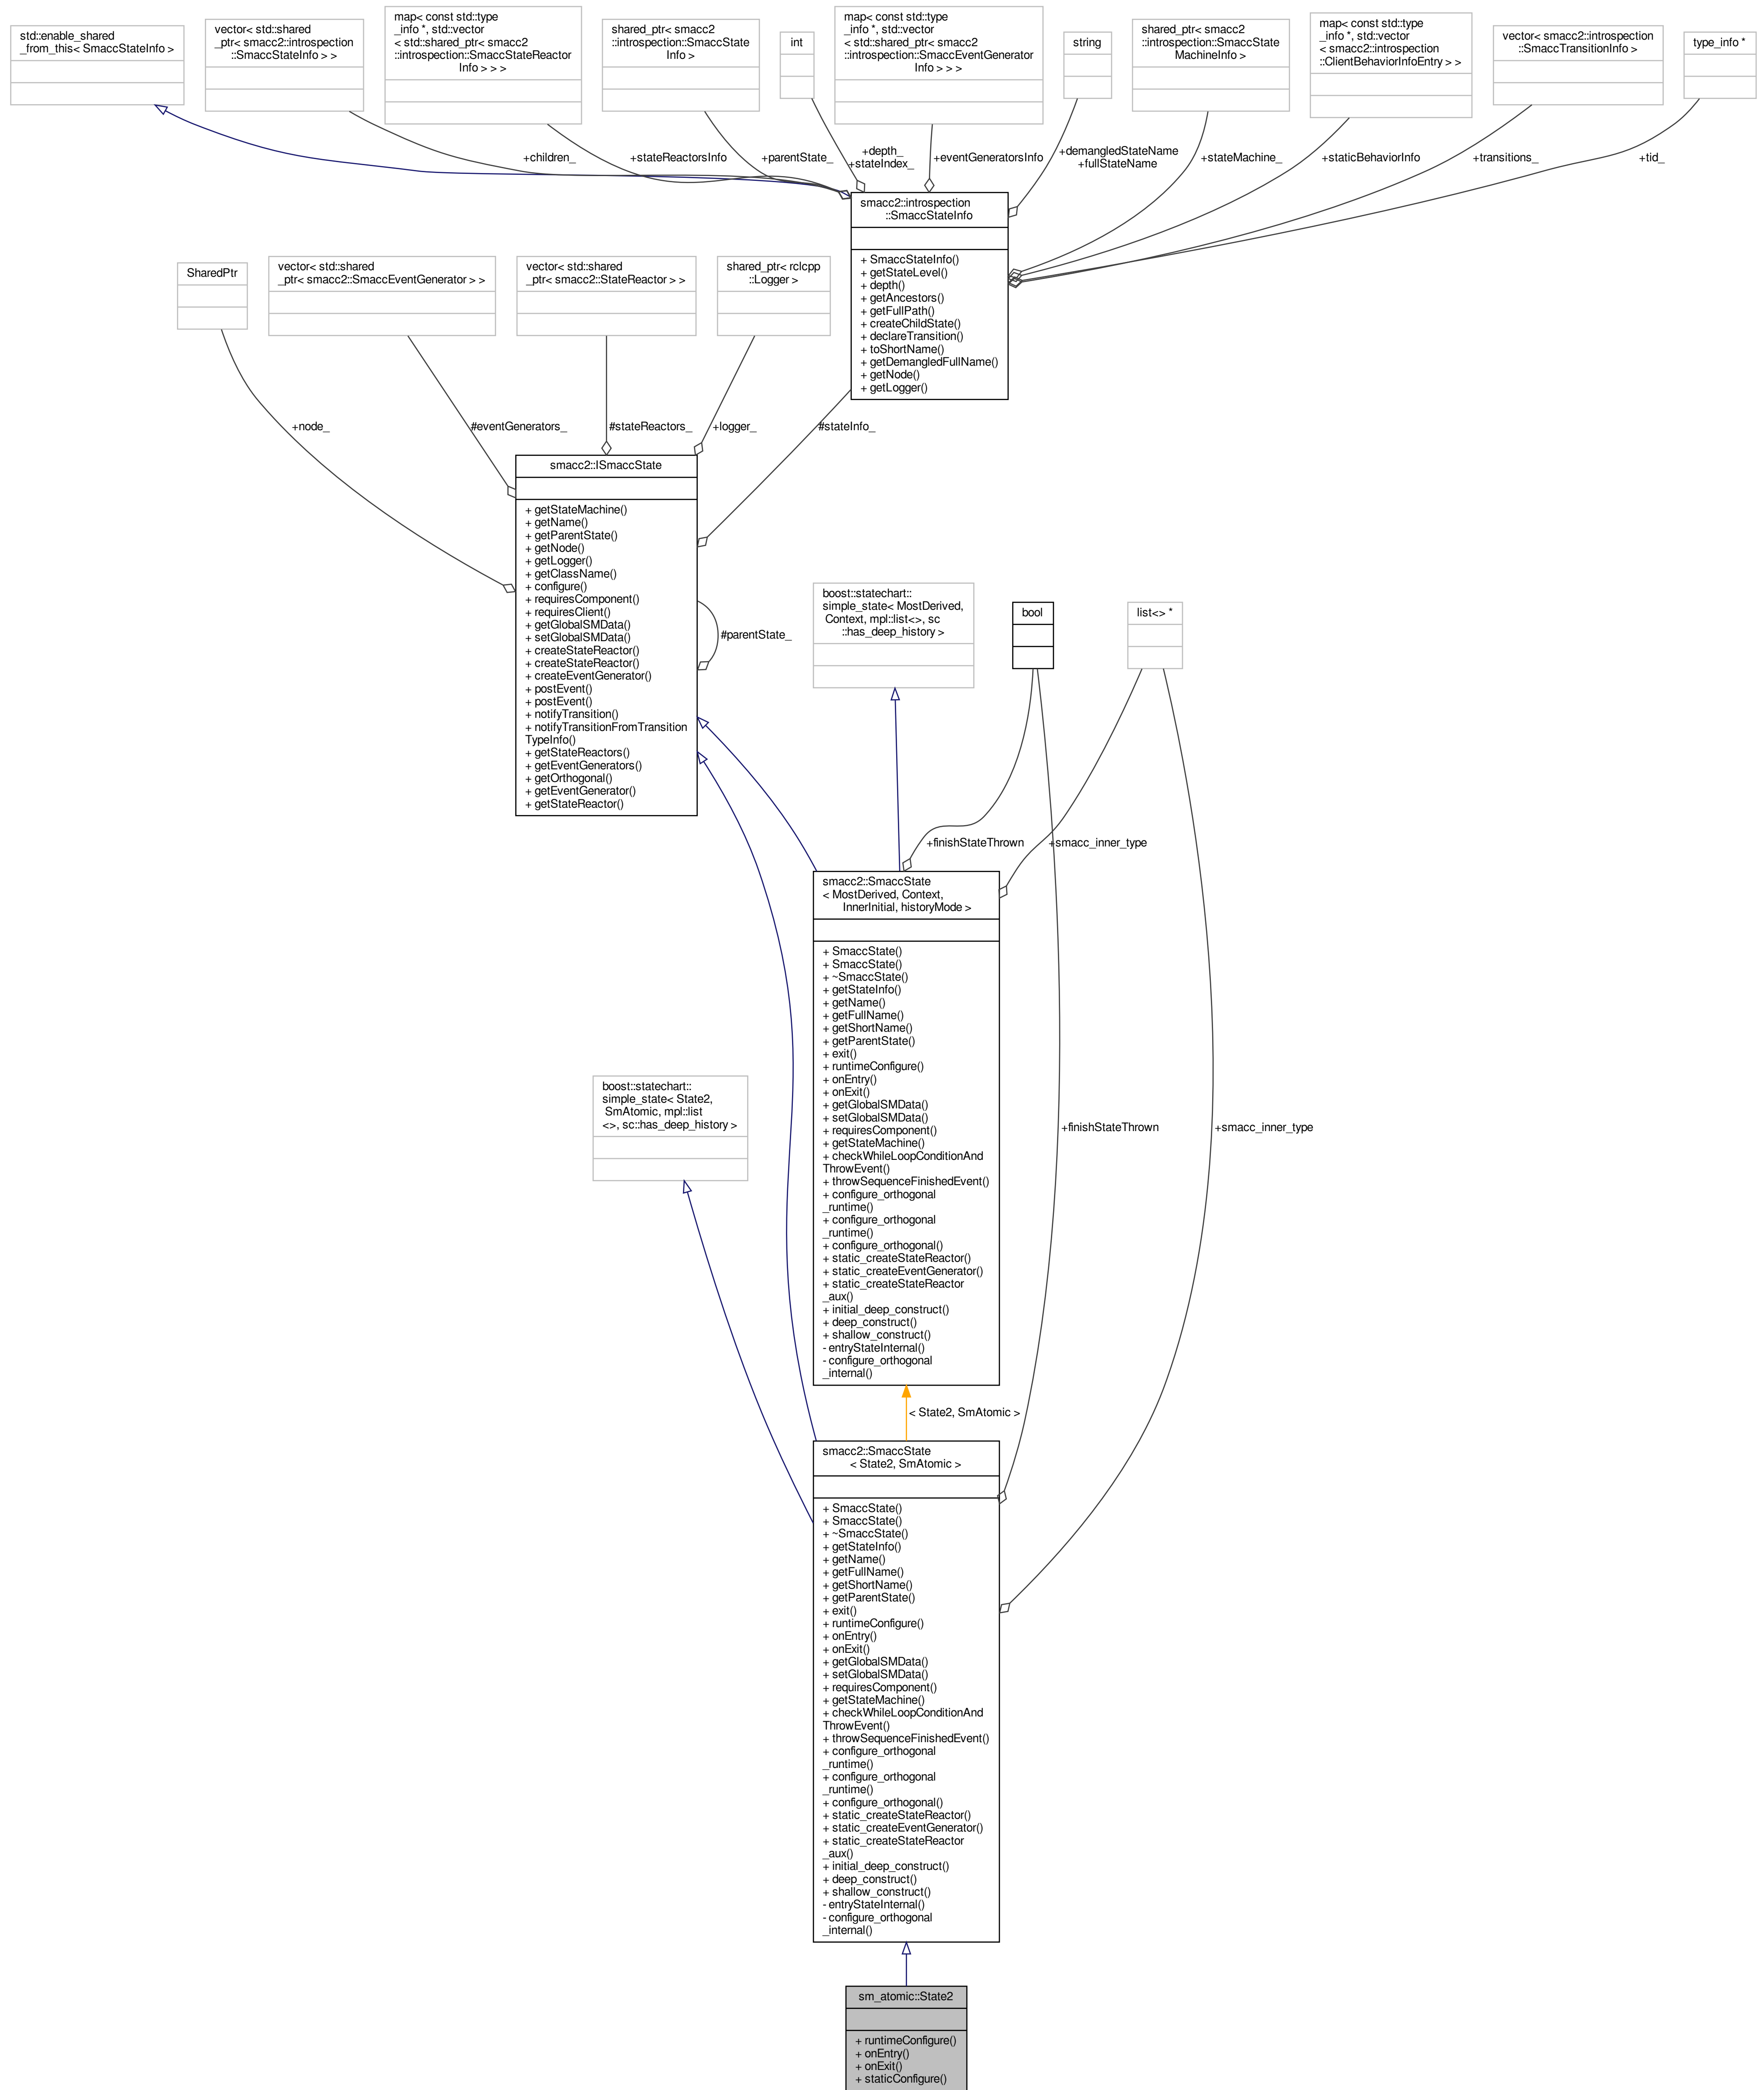 std::enable_shared
_from_this< SmaccStateInfo >
vector< std::shared
_ptr< smacc2::introspection
::SmaccStateInfo > >
map< const std::type
_info *, std::vector
< std::shared_ptr< smacc2
::introspection::SmaccStateReactor
Info > > >
shared_ptr< smacc2
::introspection::SmaccState
Info >
int
map< const std::type
_info *, std::vector
< std::shared_ptr< smacc2
::introspection::SmaccEventGenerator
Info > > >
string
shared_ptr< smacc2
::introspection::SmaccState
MachineInfo >
map< const std::type
_info *, std::vector
< smacc2::introspection
::ClientBehaviorInfoEntry > >
vector< smacc2::introspection
::SmaccTransitionInfo >
type_info *
+children_
+stateReactorsInfo
+parentState_
+depth_
+stateIndex_
+eventGeneratorsInfo
+demangledStateName
+fullStateName
+stateMachine_
+staticBehaviorInfo
+transitions_
+tid_
smacc2::introspection
::SmaccStateInfo
+ SmaccStateInfo()
+ getStateLevel()
+ depth()
+ getAncestors()
+ getFullPath()
+ createChildState()
+ declareTransition()
+ toShortName()
+ getDemangledFullName()
+ getNode()
+ getLogger()
SharedPtr
vector< std::shared
_ptr< smacc2::SmaccEventGenerator > >
vector< std::shared
_ptr< smacc2::StateReactor > >
shared_ptr< rclcpp
::Logger >
+node_
#eventGenerators_
#stateReactors_
+logger_
#stateInfo_
smacc2::ISmaccState
+ getStateMachine()
+ getName()
+ getParentState()
+ getNode()
+ getLogger()
+ getClassName()
+ configure()
+ requiresComponent()
+ requiresClient()
+ getGlobalSMData()
+ setGlobalSMData()
+ createStateReactor()
+ createStateReactor()
+ createEventGenerator()
+ postEvent()
+ postEvent()
+ notifyTransition()
+ notifyTransitionFromTransition
TypeInfo()
+ getStateReactors()
+ getEventGenerators()
+ getOrthogonal()
+ getEventGenerator()
+ getStateReactor()
#parentState_
boost::statechart::
simple_state< MostDerived,
Context, mpl::list<>, sc
::has_deep_history >
bool
list<> *
+finishStateThrown
+smacc_inner_type
smacc2::SmaccState
< MostDerived, Context,
InnerInitial, historyMode >
+ SmaccState()
+ SmaccState()
+ ~SmaccState()
+ getStateInfo()
+ getName()
+ getFullName()
+ getShortName()
+ getParentState()
+ exit()
+ runtimeConfigure()
+ onEntry()
+ onExit()
+ getGlobalSMData()
+ setGlobalSMData()
+ requiresComponent()
+ getStateMachine()
+ checkWhileLoopConditionAnd
ThrowEvent()
+ throwSequenceFinishedEvent()
+ configure_orthogonal
_runtime()
+ configure_orthogonal
_runtime()
+ configure_orthogonal()
+ static_createStateReactor()
+ static_createEventGenerator()
+ static_createStateReactor
_aux()
+ initial_deep_construct()
+ deep_construct()
+ shallow_construct()
- entryStateInternal()
- configure_orthogonal
_internal()
boost::statechart::
simple_state< State2,
SmAtomic, mpl::list
<>, sc::has_deep_history >
+finishStateThrown
+smacc_inner_type
< State2, SmAtomic >
smacc2::SmaccState
< State2, SmAtomic >
+ SmaccState()
+ SmaccState()
+ ~SmaccState()
+ getStateInfo()
+ getName()
+ getFullName()
+ getShortName()
+ getParentState()
+ exit()
+ runtimeConfigure()
+ onEntry()
+ onExit()
+ getGlobalSMData()
+ setGlobalSMData()
+ requiresComponent()
+ getStateMachine()
+ checkWhileLoopConditionAnd
ThrowEvent()
+ throwSequenceFinishedEvent()
+ configure_orthogonal
_runtime()
+ configure_orthogonal
_runtime()
+ configure_orthogonal()
+ static_createStateReactor()
+ static_createEventGenerator()
+ static_createStateReactor
_aux()
+ initial_deep_construct()
+ deep_construct()
+ shallow_construct()
- entryStateInternal()
- configure_orthogonal
_internal()
sm_atomic::State2
+ runtimeConfigure()
+ onEntry()
+ onExit()
+ staticConfigure()